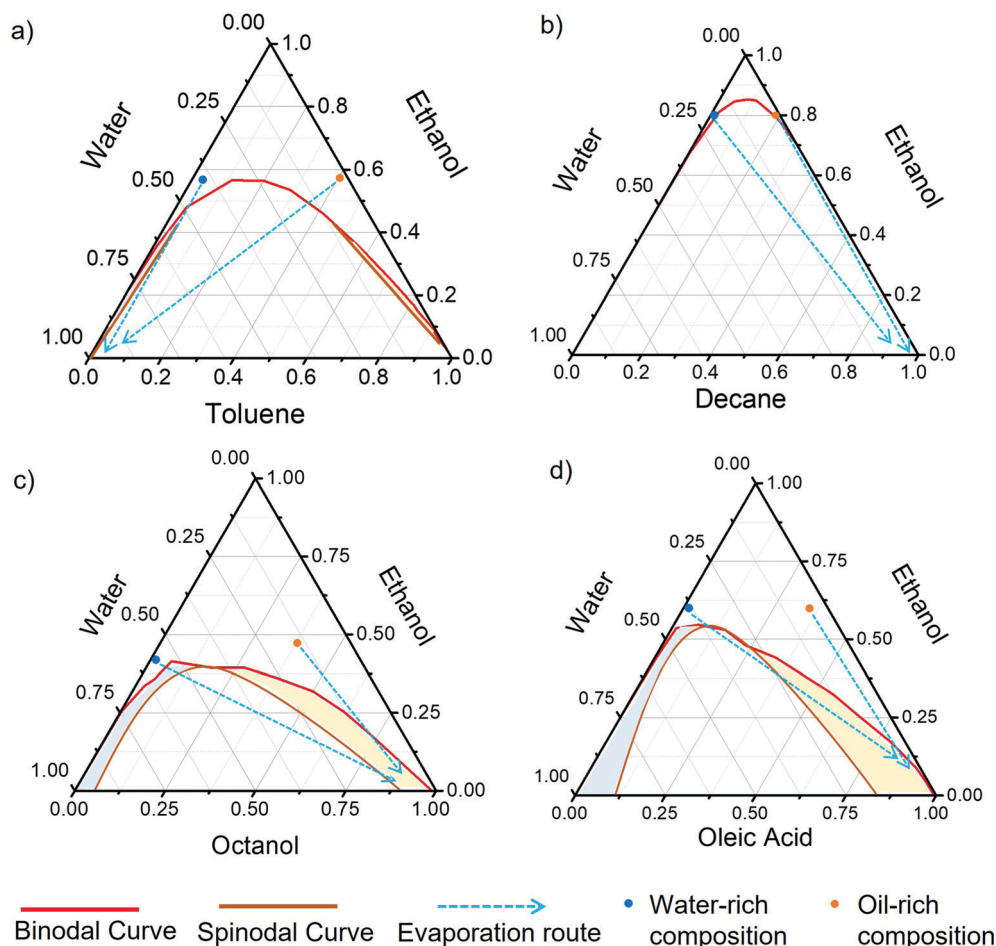 a)
0.00
1.0
0.25
0.8
Water
Ethanol
0.50
0.6
0.4
0.75
0.2
1.00
0.0
0.0 0.2 0.4 0.6 0.8 1.0
Toluene
b)
0.00
1.0
0.25
0.8
Water
Ethanol
0.50
0.6
0.4
0.75
0.2
1.00
0.0
0.0 0.2 0.4 0.6 0.8 1.0
Decane
c)
0.00
1.00
0.25
0.75
Water
Ethanol
0.50
0.50
0.75
0.25
1.00
0.00
0.00 0.25 0.50 0.75 1.00
Octanol
d)
0.00
1.00
0.25
0.75
Water
Ethanol
0.50
0.50
0.75
0.25
1.00
0.00
0.00 0.25 0.50 0.75 1.00
Oleic Acid
Binodal Curve
Spinodal Curve
Evaporation route
Water-rich
composition
Oil-rich
composition